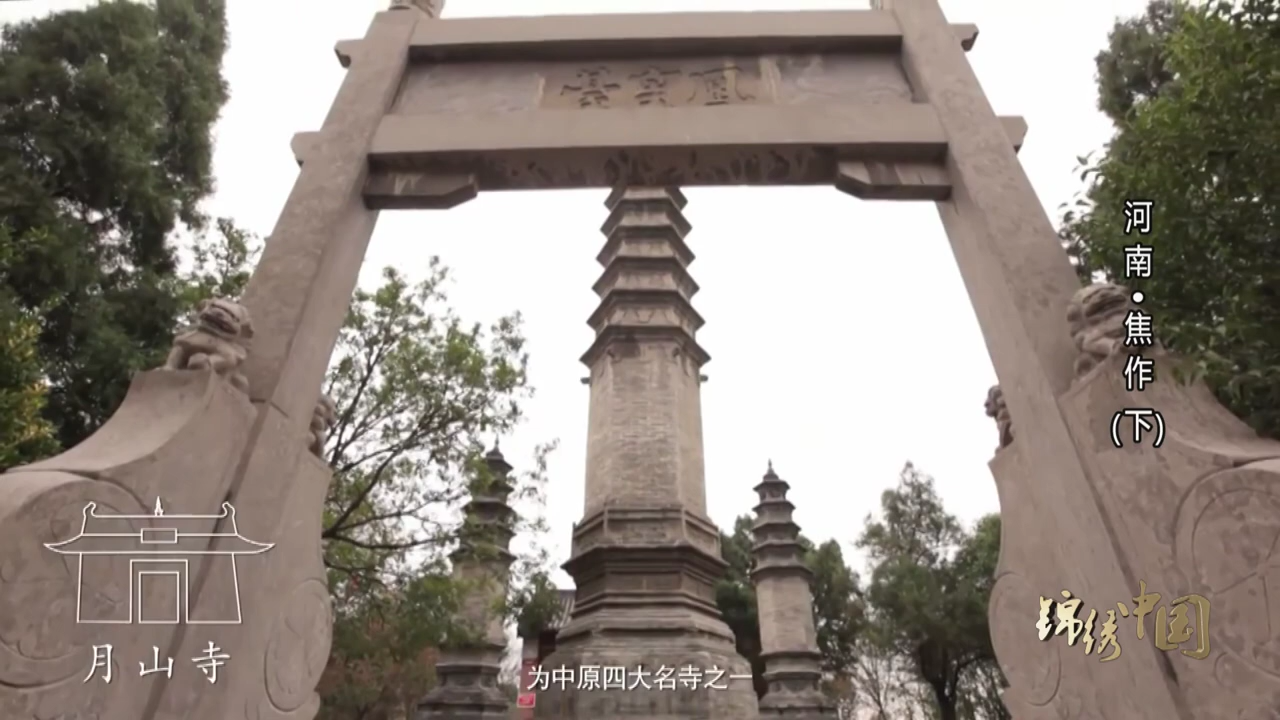 河南·焦作(下)
月山寺
锦绣中国
为中原四大名寺之一